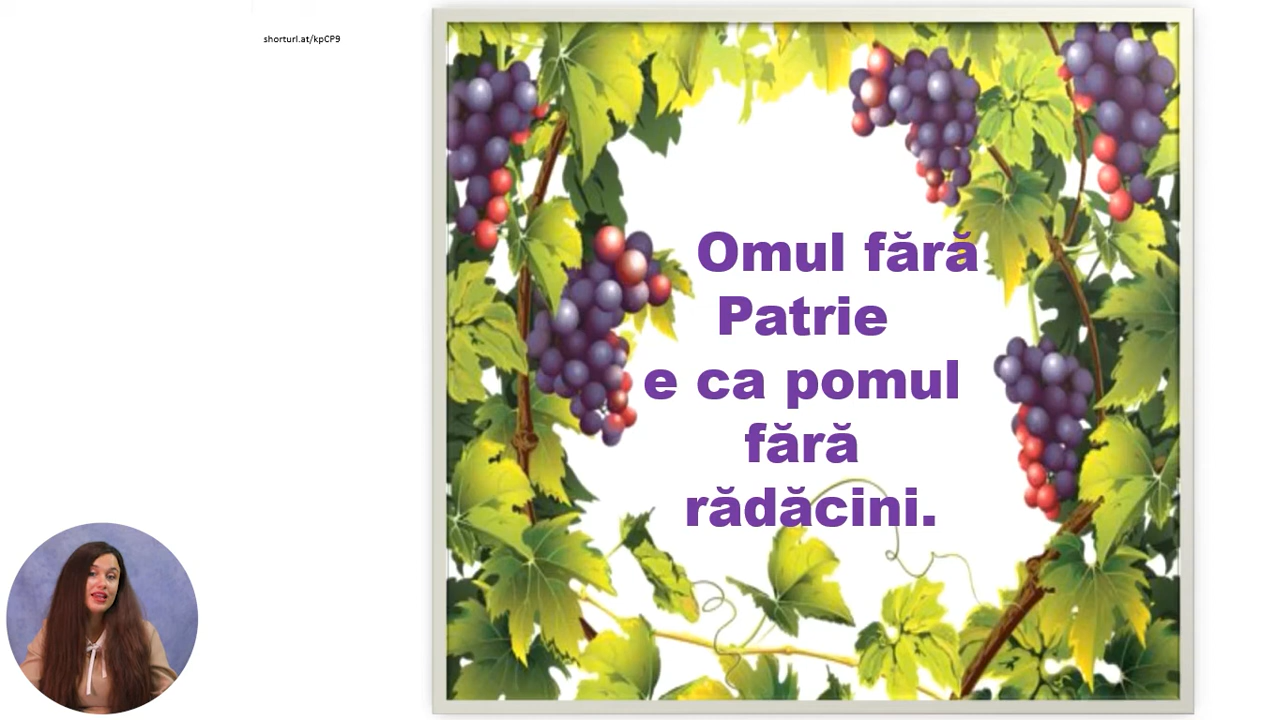 shorturl.at/kpCP9
Omul fără
Patrie
e ca pomul
fără
rădăcini.